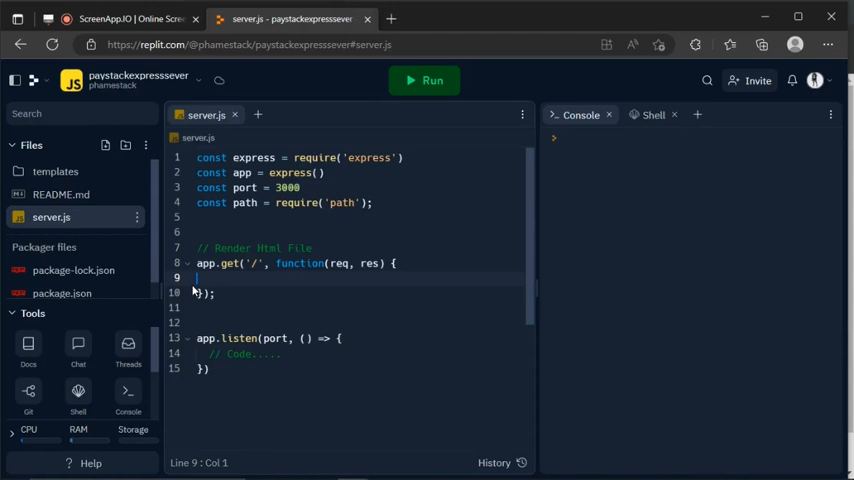 ScreenApp.IO | Online Screen
server.js - paystackexpresssever
https://replit.com/@phamestack/paystackexpresssever#server.js
JS
paystackexpresssever
phamestack
Run
Invite
Search
server.js
Console
Shell
Files
server.js
templates
README.md
server.js
Packager files
package-lock.json
package.json
1 const express = require('express')
2 const app = express()
3 const port = 3000
4 const path = require('path');
5
6
7 // Render Html File
8 app.get('/', function(req, res) {
9
10 });
11
12
13 app.listen(port, () => {
14 // Code.....
15 })
>
Tools
Docs
Chat
Threads
Git
Shell
Console
CPU
RAM
Storage
? Help
Line 9 : Col 1
History